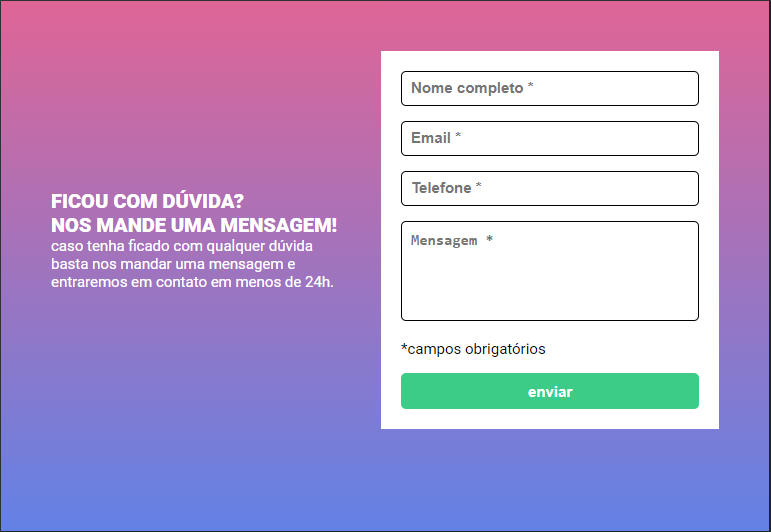 FICOU COM DÚVIDA?
NOS MANDE UMA MENSAGEM!
caso tenha ficado com qualquer dúvida
basta nos mandar uma mensagem e
entraremos em contato em menos de 24h.
Nome completo *
Email *
Telefone *
Mensagem *
*campos obrigatórios
enviar